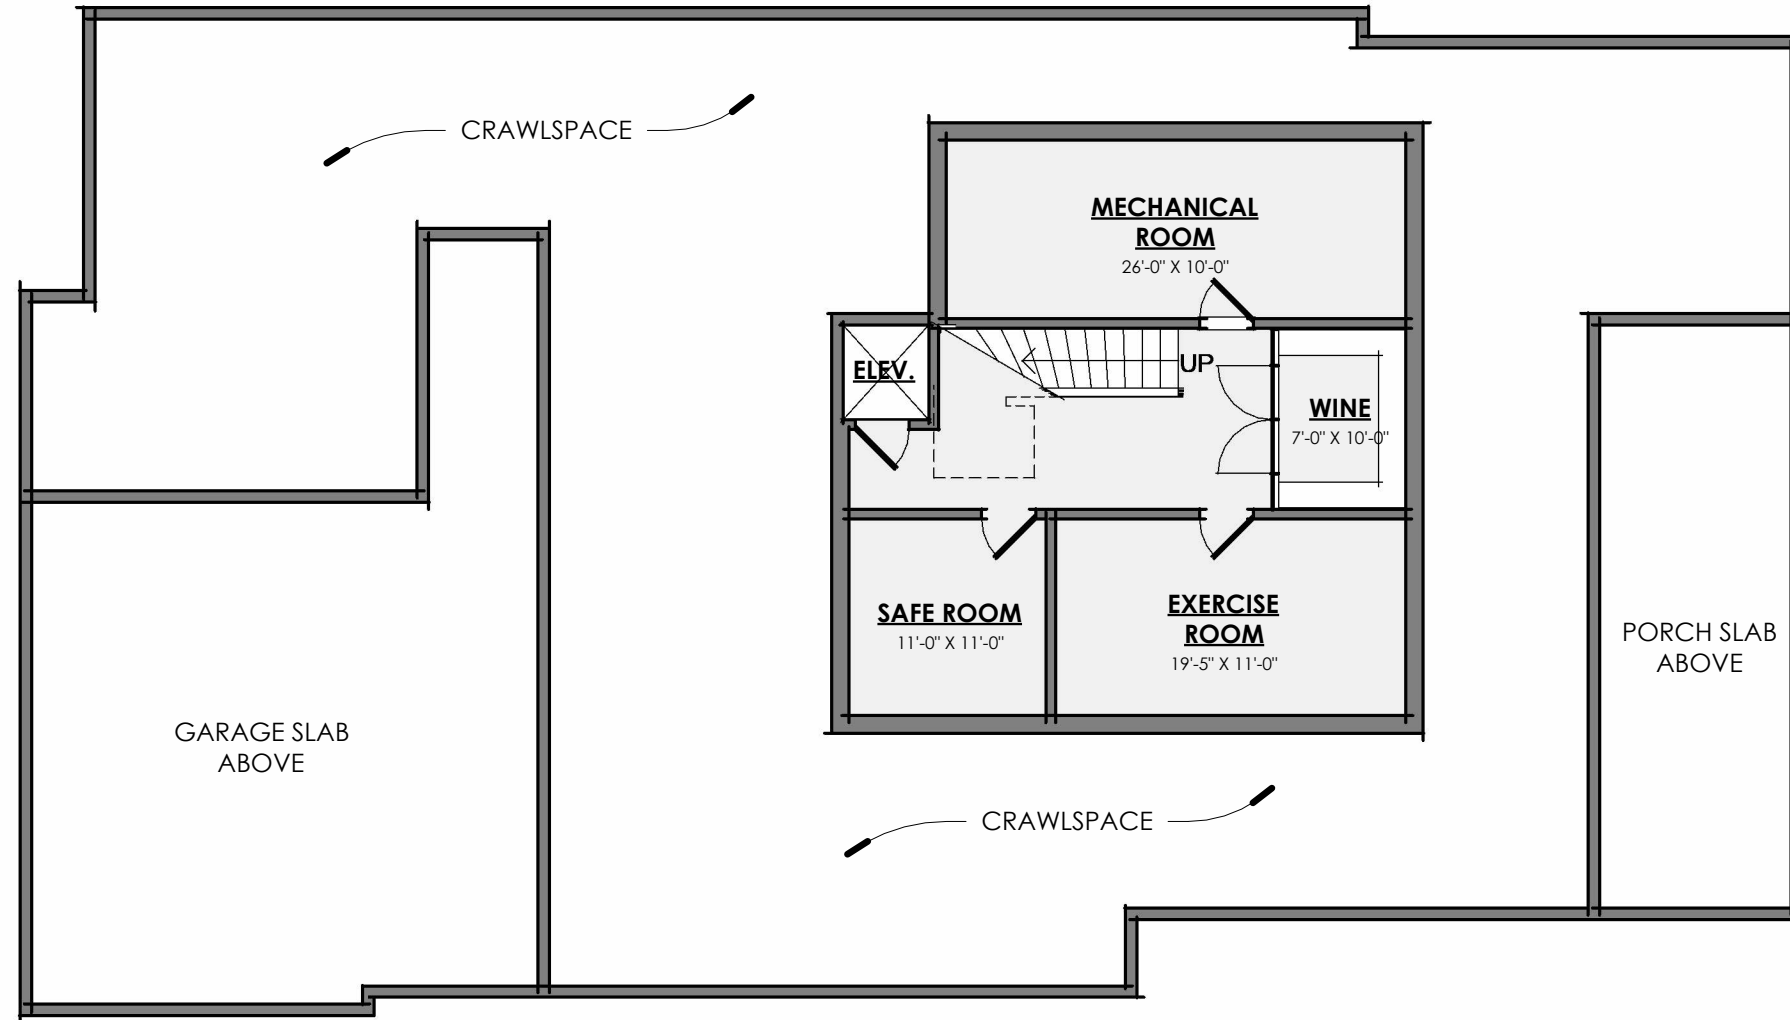 CRAWLSPACE
MECHANICAL
ROOM
26'-0" X 10'-0"
ELEV.
UP
WINE
7'-0" X 10'-0"
SAFE ROOM
11'-0" X 11'-0"
EXERCISE
ROOM
19'-5" X 11'-0"
PORCH SLAB
ABOVE
GARAGE SLAB
ABOVE
CRAWLSPACE